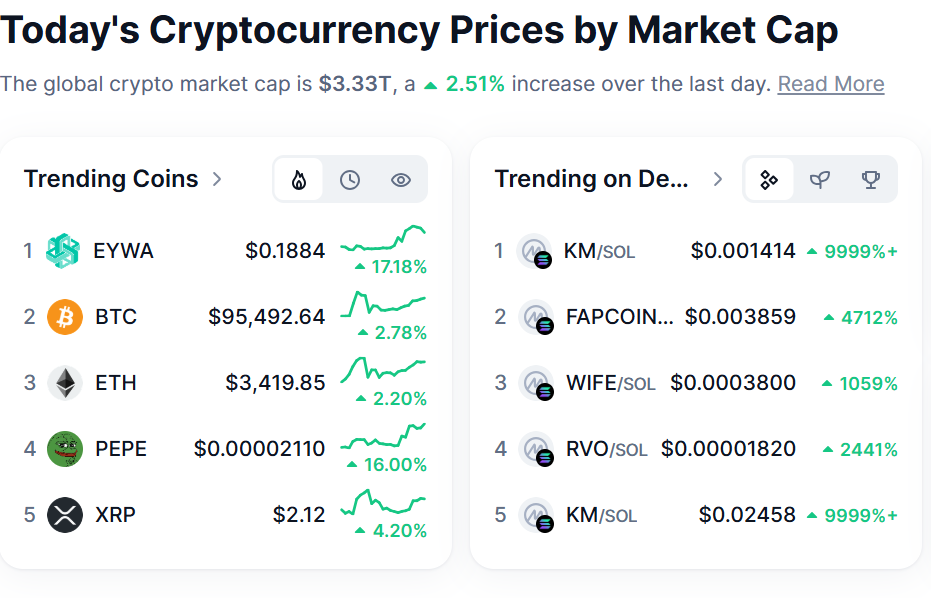 Today's Cryptocurrency Prices by Market Cap
The global crypto market cap is $3.33T, a 2.51% increase over the last day. Read More
Trending Coins
1 EYWA $0.1884 17.18%
2 BTC $95,492.64 2.78%
3 ETH $3,419.85 2.20%
4 PEPE $0.00002110 16.00%
5 XRP $2.12 4.20%
Trending on De...
1 KM/SOL $0.001414 9999%+
2 FAPCOIN... $0.003859 4712%
3 WIFE/SOL $0.0003800 1059%
4 RVO/SOL $0.00001820 2441%
5 KM/SOL $0.02458 9999%+